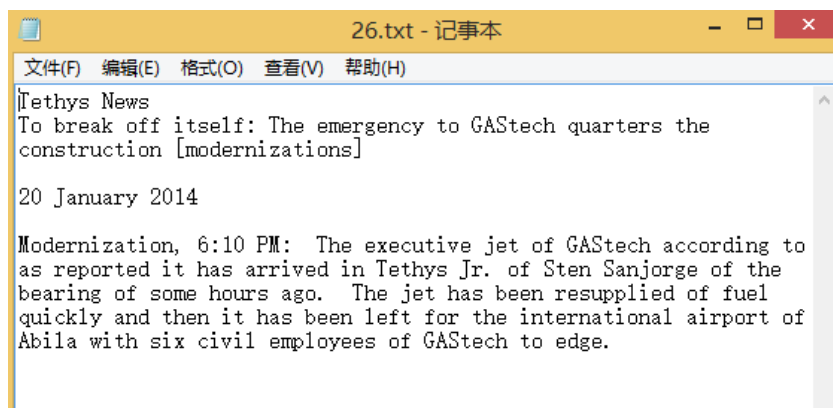 26.txt - 记事本
文件(F) 编辑(E) 格式(O) 查看(V) 帮助(H)
Tethys News
To break off itself: The emergency to GAStech quarters the
construction [modernizations]
20 January 2014
Modernization, 6:10 PM:  The executive jet of GAStech according to
as reported it has arrived in Tethys Jr. of Sten Sanjorge of the
bearing of some hours ago.  The jet has been resupplied of fuel
quickly and then it has been left for the international airport of
Abila with six civil employees of GAStech to edge.